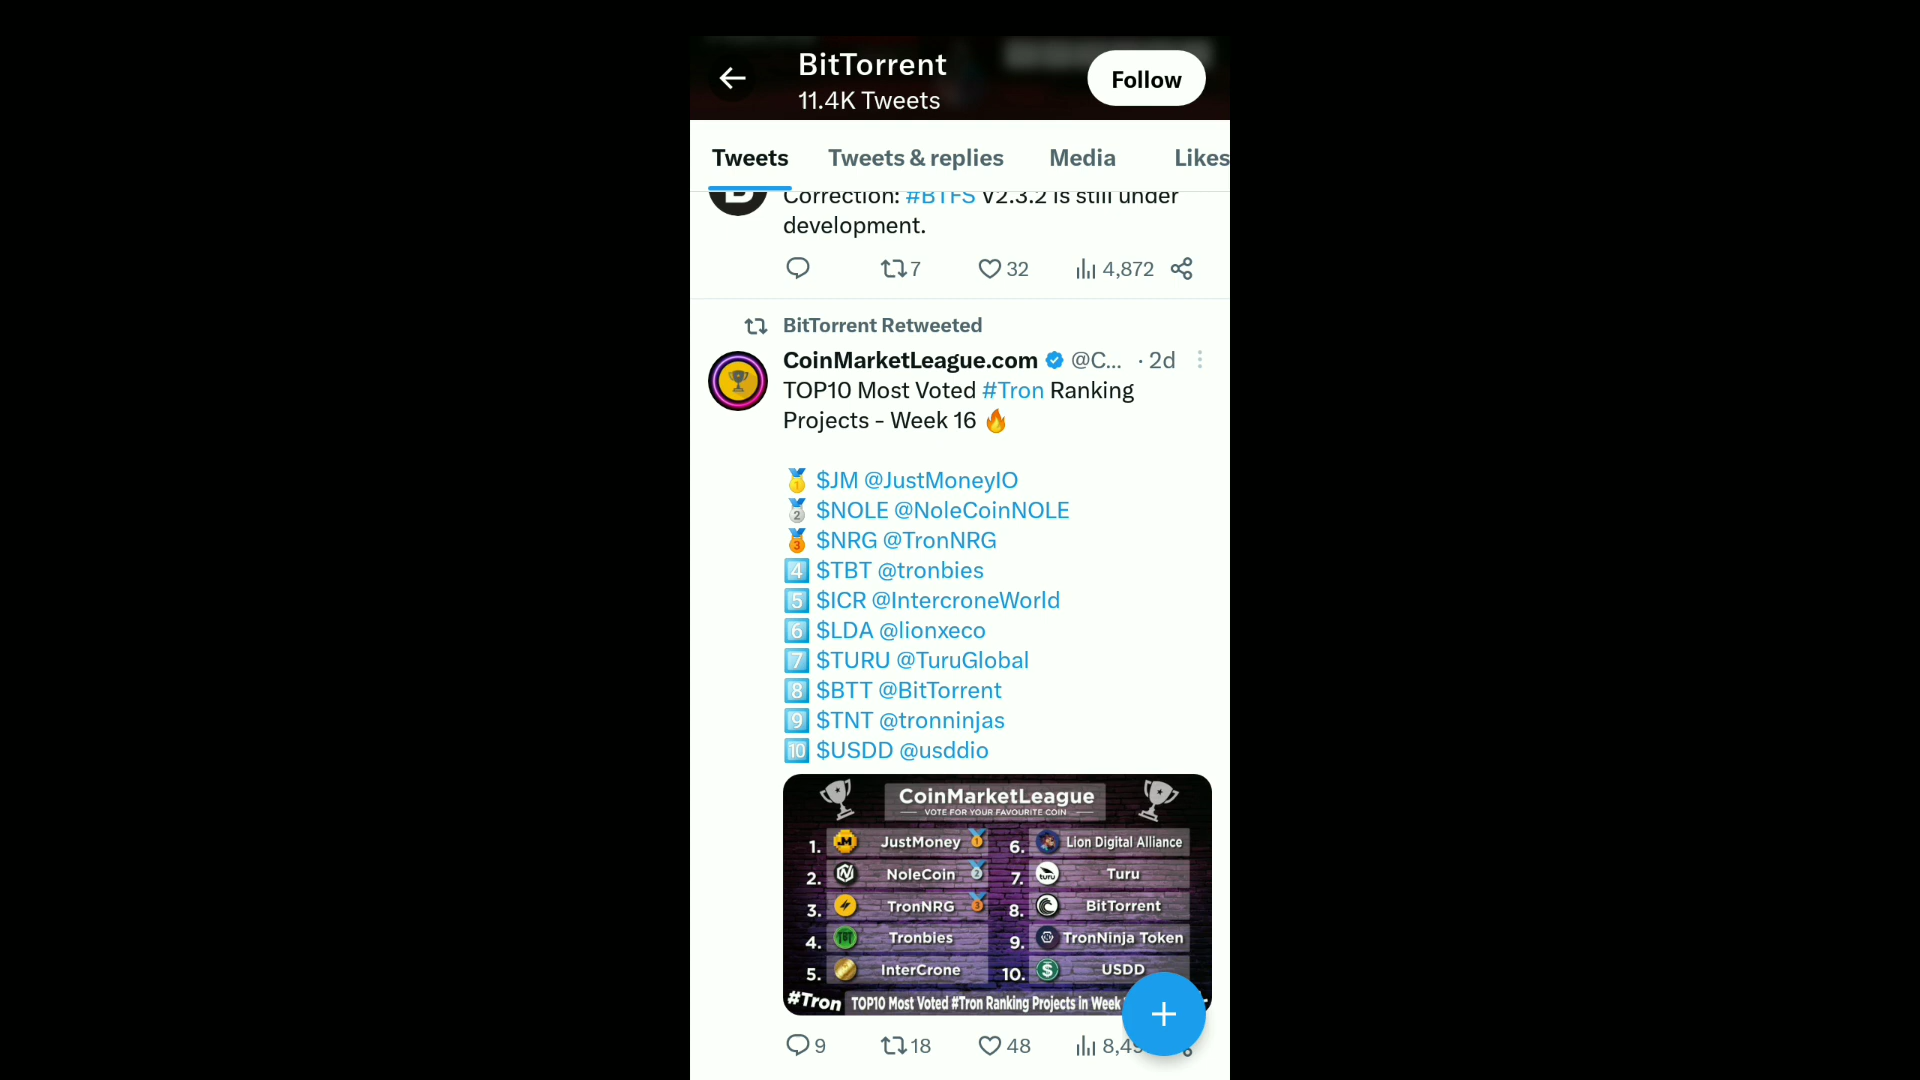 BitTorrent
11.4K Tweets
Follow
Tweets
Tweets & replies
Media
Likes
Correction: #BTFS v2.3.2 is still under
development.
7
32
4,872
BitTorrent Retweeted
CoinMarketLeague.com @C... · 2d
TOP10 Most Voted #Tron Ranking
Projects - Week 16 🔥
🥇 $JM @JustMoneyIO
🥈 $NOLE @NoleCoinNOLE
🥉 $NRG @TronNRG
4️⃣ $TBT @tronbies
5️⃣ $ICR @IntercroneWorld
6️⃣ $LDA @lionxeco
7️⃣ $TURU @TuruGlobal
8️⃣ $BTT @BitTorrent
9️⃣ $TNT @tronninjas
🔟 $USDD @usddio
CoinMarketLeague
VOTE FOR YOUR FAVOURITE COIN
1. JustMoney
2. NoleCoin
3. TronNRG
4. Tronbies
5. InterCrone
6. Lion Digital Alliance
7. Turu
8. BitTorrent
9. TronNinja Token
10. USDD
#Tron
TOP10 Most Voted #Tron Ranking Projects in Week
9
18
48